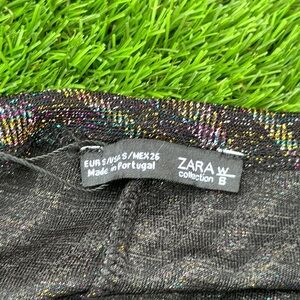 EUR S/USA S/MEX 26
Made in Portugal
ZARA W
collection B